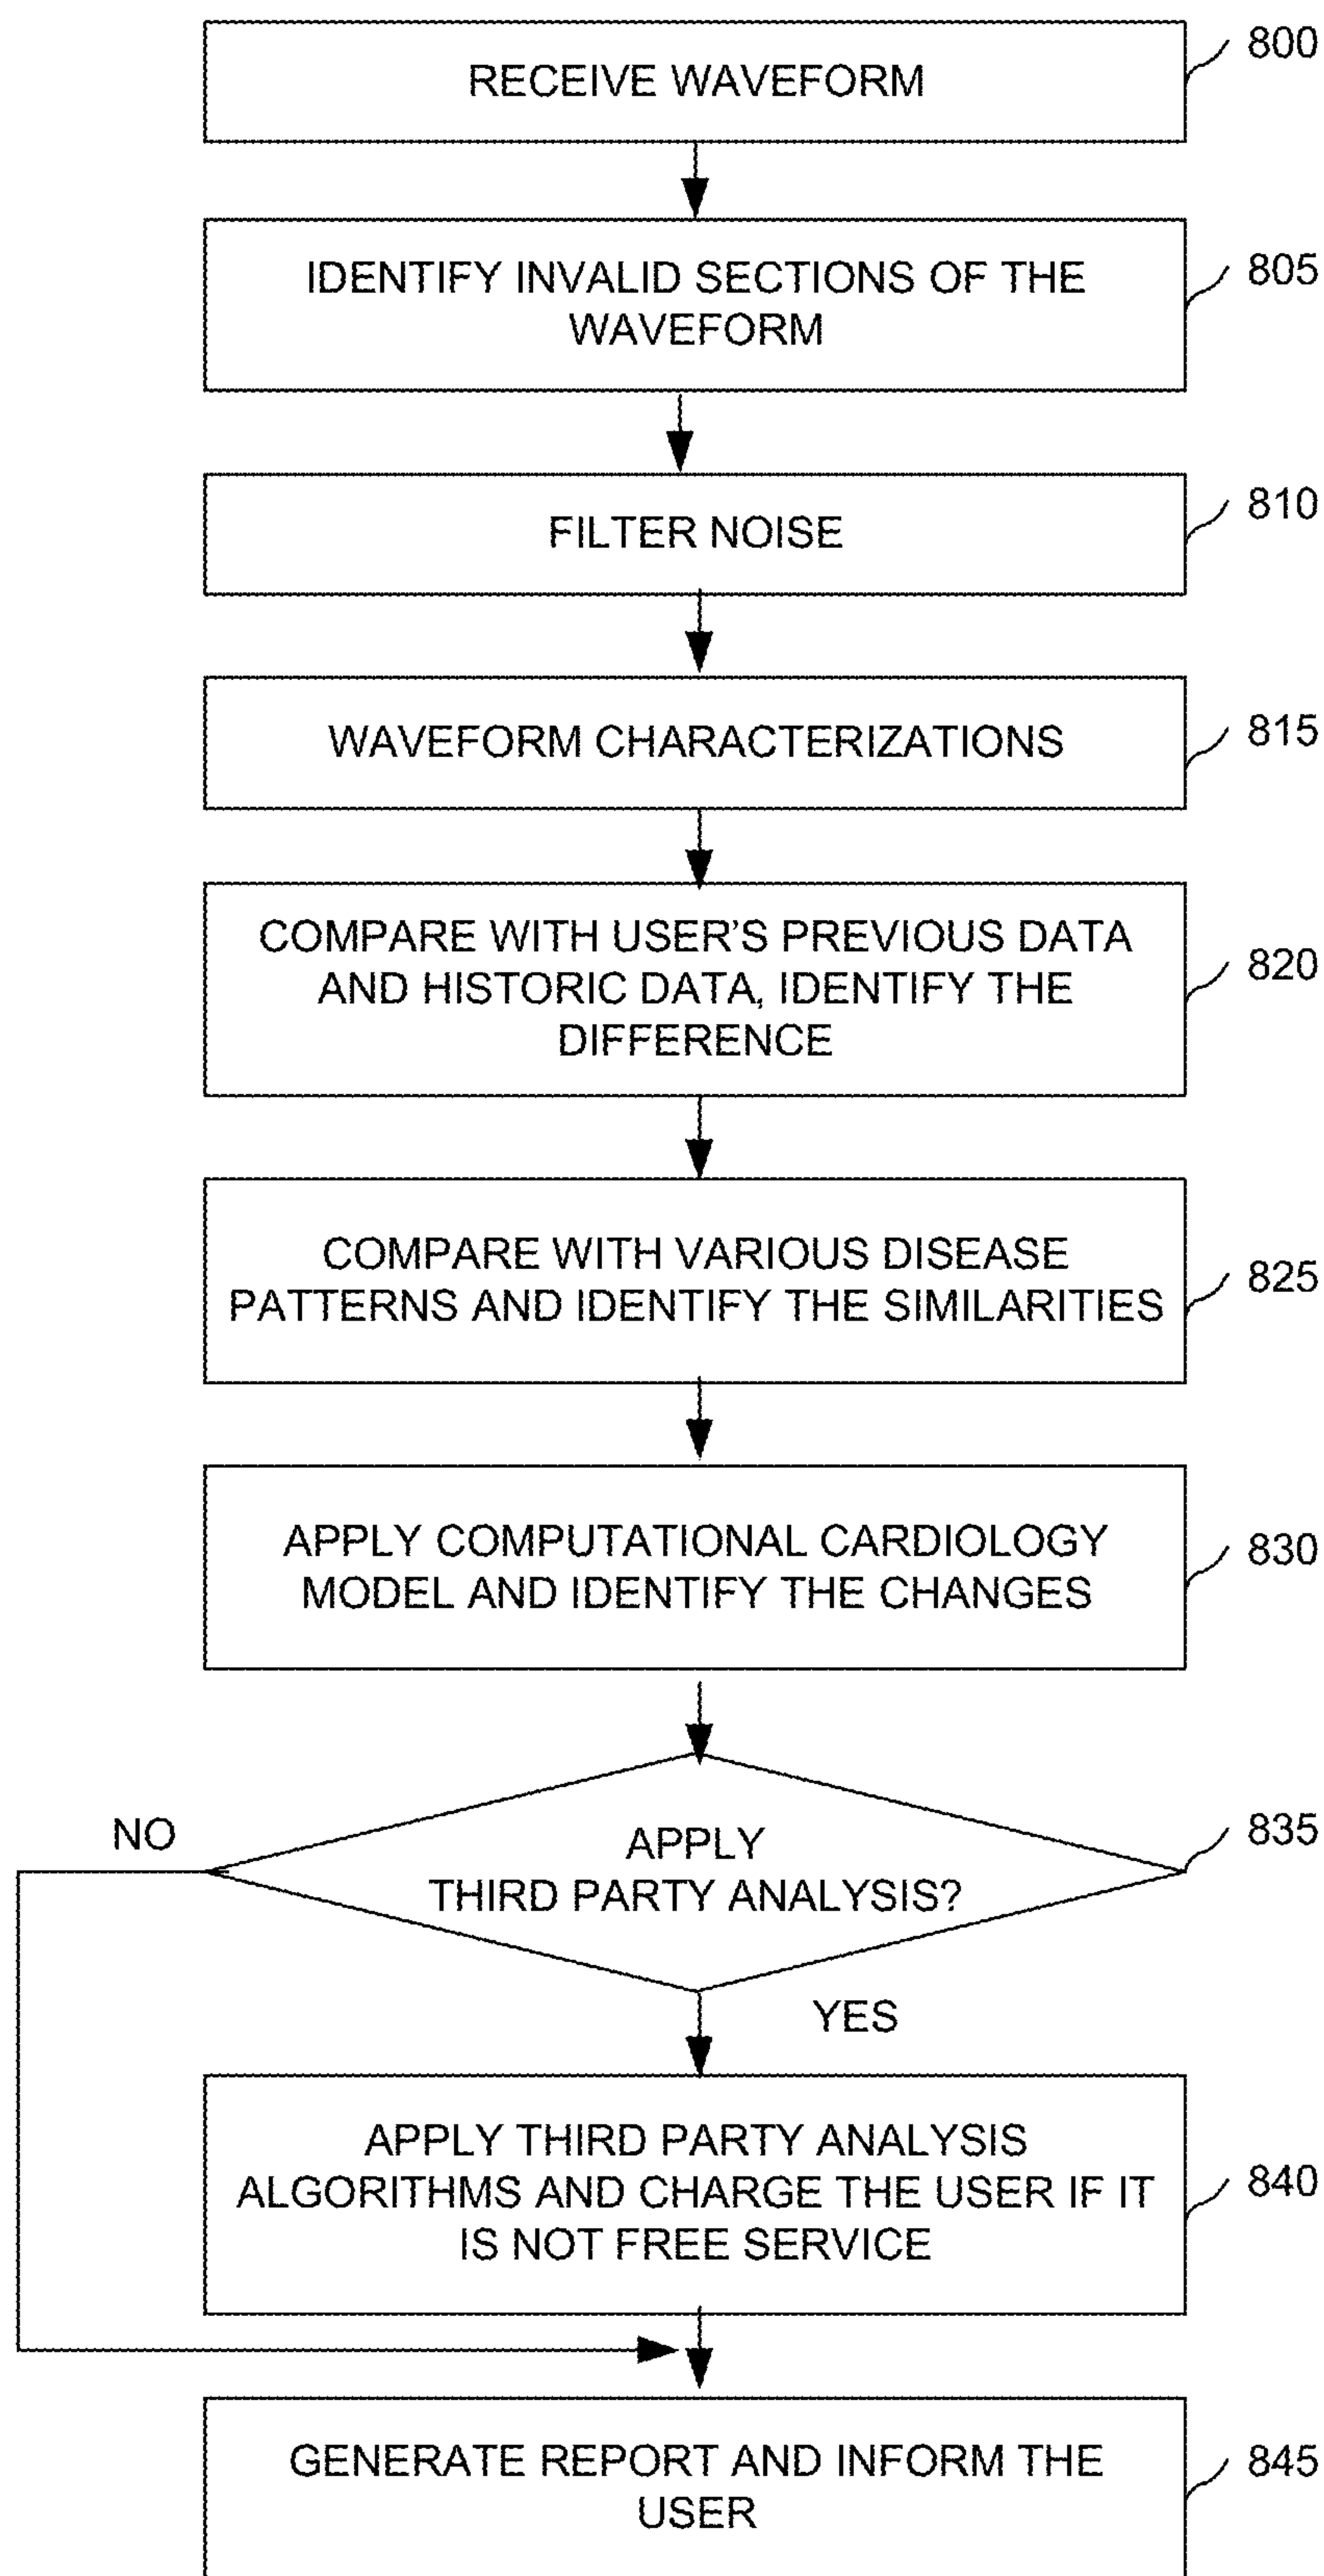 RECEIVE WAVEFORM
800
IDENTIFY INVALID SECTIONS OF THE
WAVEFORM
805
FILTER NOISE
810
WAVEFORM CHARACTERIZATIONS
815
COMPARE WITH USER'S PREVIOUS DATA
AND HISTORIC DATA, IDENTIFY THE
DIFFERENCE
820
COMPARE WITH VARIOUS DISEASE
PATTERNS AND IDENTIFY THE SIMILARITIES
825
APPLY COMPUTATIONAL CARDIOLOGY
MODEL AND IDENTIFY THE CHANGES
830
NO
APPLY
THIRD PARTY ANALYSIS?
835
YES
APPLY THIRD PARTY ANALYSIS
ALGORITHMS AND CHARGE THE USER IF IT
IS NOT FREE SERVICE
840
GENERATE REPORT AND INFORM THE
USER
845